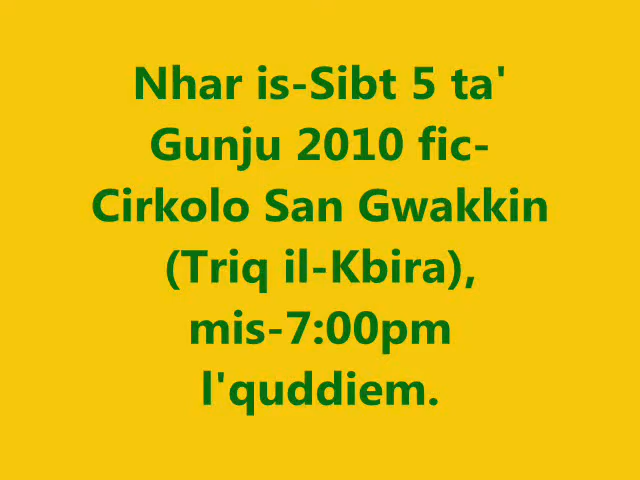 Nhar is-Sibt 5 ta'
Gunju 2010 fic-
Cirkolo San Gwakkin
(Triq il-Kbira),
mis-7:00pm
l'quddiem.